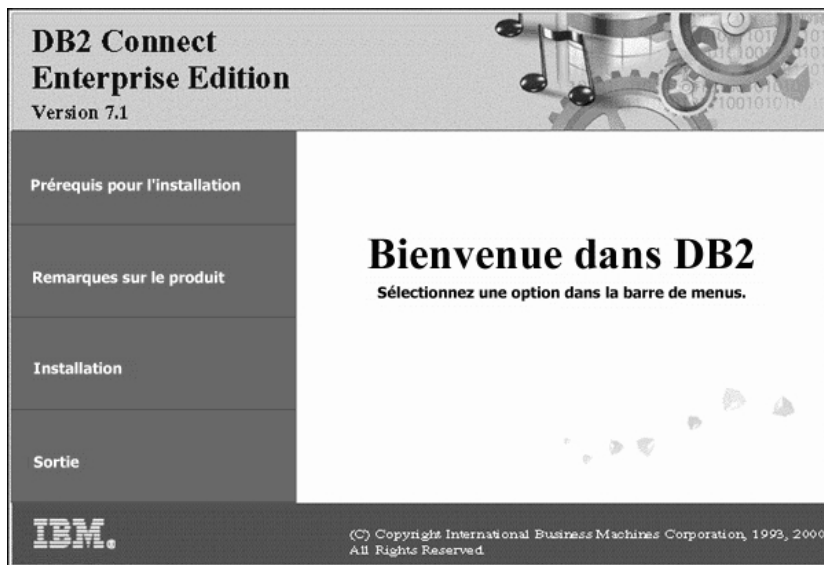 DB2 Connect
Enterprise Edition
Version 7.1
Prérequis pour l'installation
Remarques sur le produit
Installation
Sortie
Bienvenue dans DB2
Sélectionnez une option dans la barre de menus.
IBM®
(C) Copyright International Business Machines Corporation, 1993, 2000
All Rights Reserved